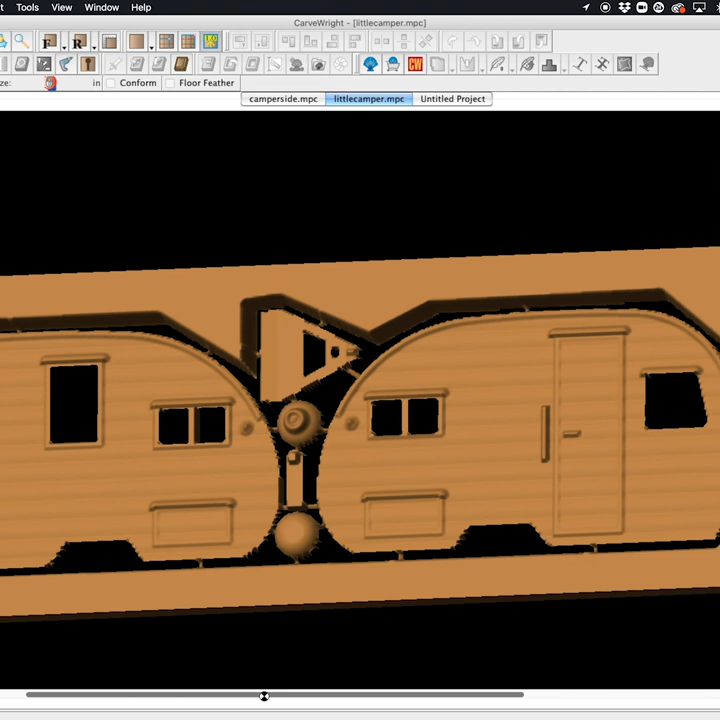 t Tools View Window Help
CarveWright - [littlecamper.mpc]
F R
CW
ze: in Conform Floor Feather
camperside.mpc littlecamper.mpc Untitled Project